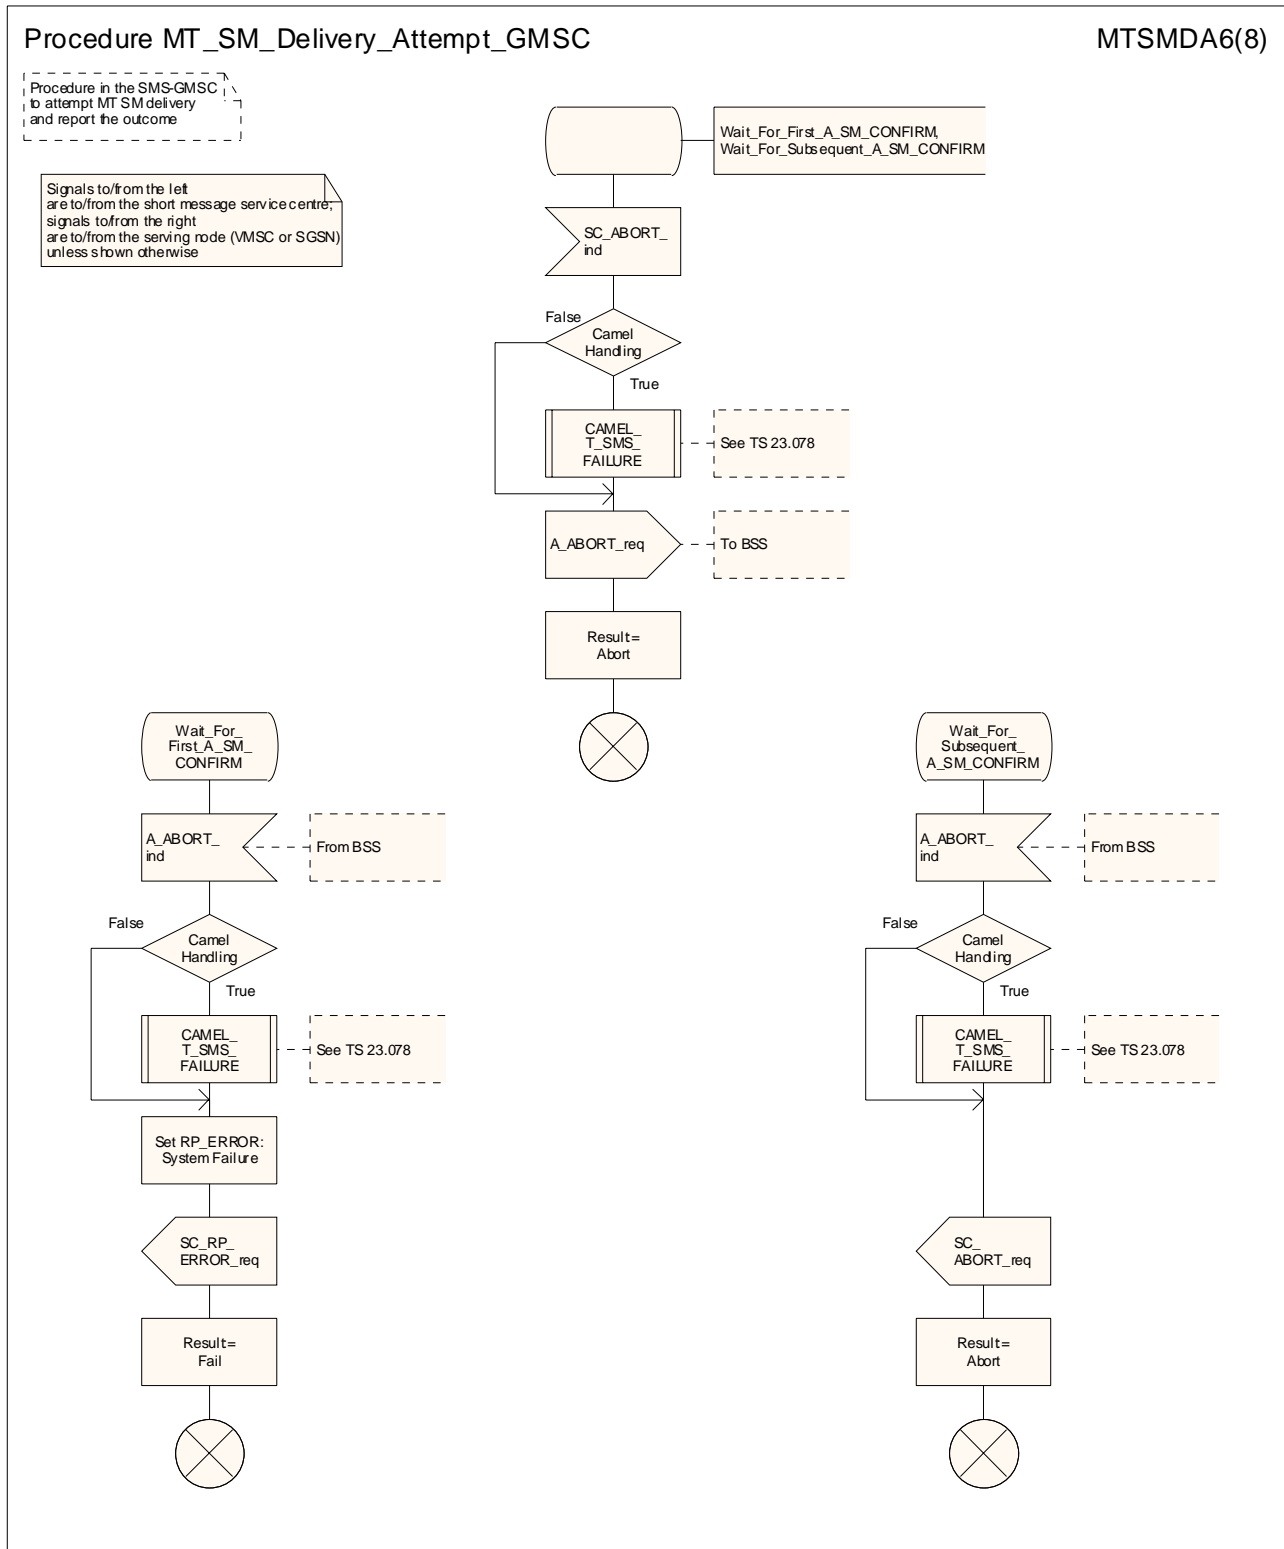 Procedure MT_SM_Delivery_Attempt_GMSC
MTSMDA6(8)
Procedure in the SMS-GMSC
to attempt MT SM delivery
and report the outcome
Signals to/from the left
are to/from the short message service centre;
signals to/from the right
are to/from the serving node (VMSC or SGSN)
unless shown otherwise
Wait_For_First_A_SM_CONFIRM,
Wait_For_Subsequent_A_SM_CONFIRM
SC_ABORT_
ind
False
Camel
Handling
True
CAMEL_
T_SMS_
FAILURE
See TS 23.078
A_ABORT_req
To BSS
Result=
Abort
Wait_For_
First_A_SM_
CONFIRM
A_ABORT_
ind
From BSS
False
Camel
Handling
True
CAMEL_
T_SMS_
FAILURE
See TS 23.078
Set RP_ERROR:
System Failure
SC_RP_
ERROR_req
Result=
Fail
Wait_For_
Subsequent_
A_SM_CONFIRM
A_ABORT_
ind
From BSS
False
Camel
Handling
True
CAMEL_
T_SMS_
FAILURE
See TS 23.078
SC_
ABORT_req
Result=
Abort